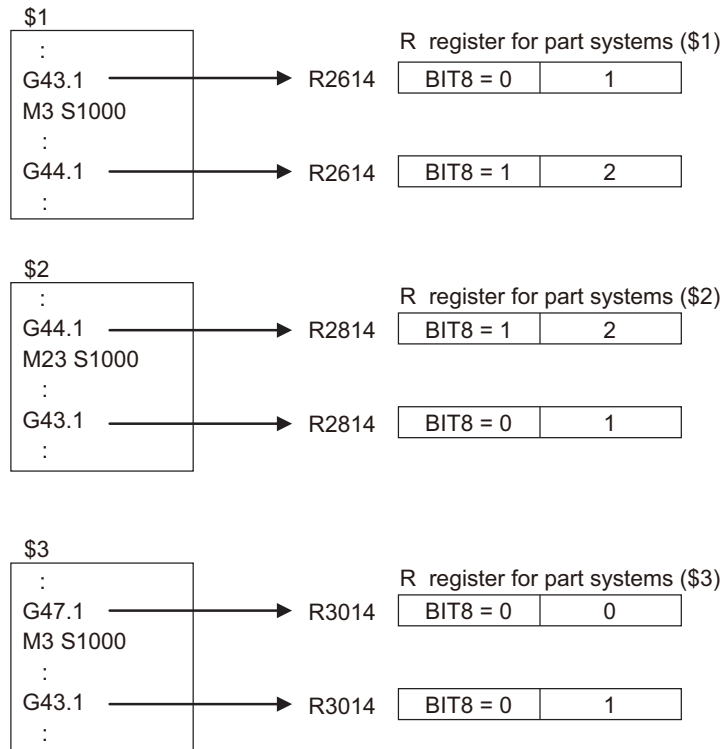 $1
R register for part systems ($1)
:
G43.1 R2614 BIT8 = 0 1
M3 S1000
:
G44.1 R2614 BIT8 = 1 2
:
$2
R register for part systems ($2)
:
G44.1 R2814 BIT8 = 1 2
M23 S1000
:
G43.1 R2814 BIT8 = 0 1
:
$3
R register for part systems ($3)
:
G47.1 R3014 BIT8 = 0 0
M3 S1000
:
G43.1 R3014 BIT8 = 0 1
: